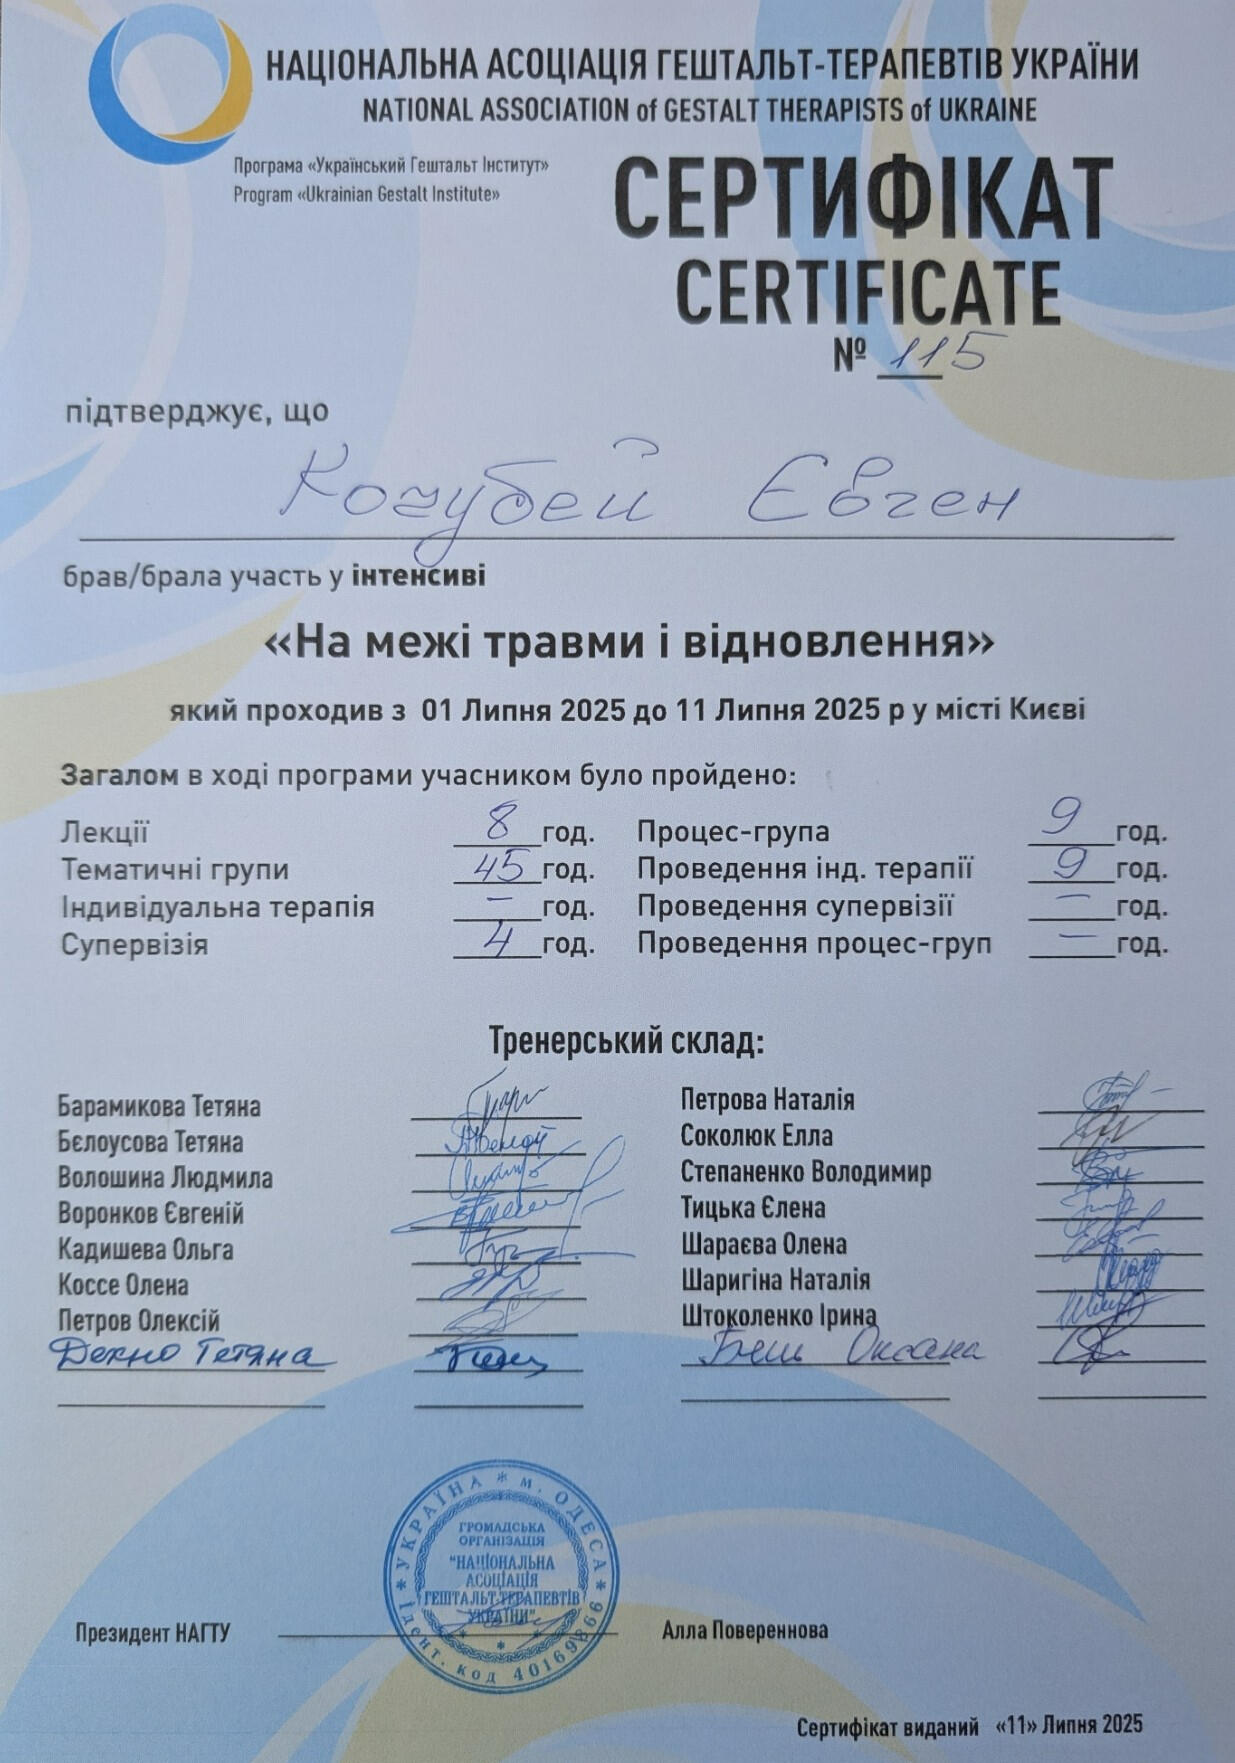 НАЦІОНАЛЬНА АСОЦІАЦІЯ ГЕШТАЛЬТ-ТЕРАПЕВТІВ УКРАЇНИ
NATIONAL ASSOCIATION of GESTALT THERAPISTS of UKRAINE
Програма «Український Гештальт Інститут»
Program «Ukrainian Gestalt Institute»
СЕРТИФІКАТ
CERTIFICATE
№ 115
підтверджує, що
Кочубей Євген
брав/брала участь у інтенсиві
«На межі травми і відновлення»
який проходив з 01 Липня 2025 до 11 Липня 2025 р у місті Києві
Загалом в ході програми учасником було пройдено:
Лекції 8 год. Процес-група 9 год.
Тематичні групи 45 год. Проведення інд. терапії 9 год.
Індивідуальна терапія — год. Проведення супервізії — год.
Супервізія 4 год. Проведення процес-груп — год.
Тренерський склад:
Барамикова Тетяна Петрова Наталія
Бєлоусова Тетяна Соколюк Елла
Волошина Людмила Степаненко Володимир
Воронков Євгеній Тицька Єлена
Кадишева Ольга Шараєва Олена
Коссе Олена Шаригіна Наталія
Петров Олексій Штоколенко Ірина
Дехно Тетяна Оксана
УКРАЇНА * м. ОДЕСА
ГРОМАДСЬКА
ОРГАНІЗАЦІЯ
"НАЦІОНАЛЬНА
АСОЦІАЦІЯ
ГЕШТАЛЬТ-ТЕРАПЕВТІВ
УКРАЇНИ"
Ідент. код 40169866
Президент НАГТУ Алла Повереннова
Сертифікат виданий «11» Липня 2025